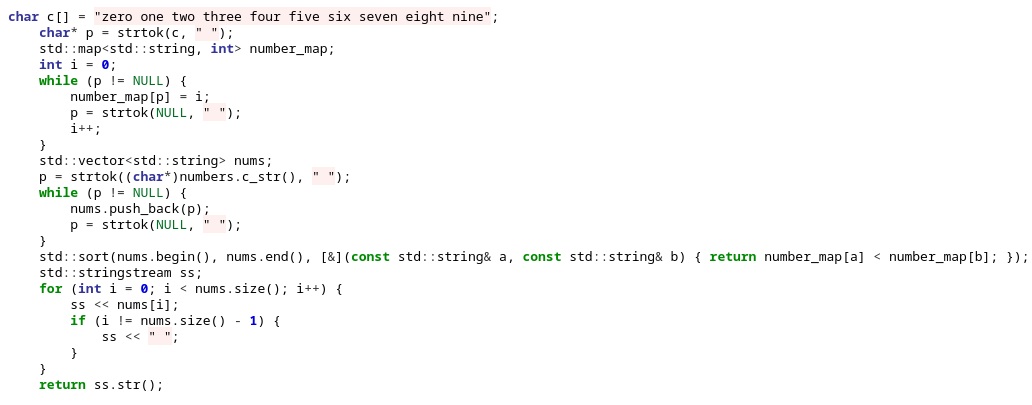 char c[] = "zero one two three four five six seven eight nine";
    char* p = strtok(c, " ");
    std::map<std::string, int> number_map;
    int i = 0;
    while (p != NULL) {
        number_map[p] = i;
        p = strtok(NULL, " ");
        i++;
    }
    std::vector<std::string> nums;
    p = strtok((char*)numbers.c_str(), " ");
    while (p != NULL) {
        nums.push_back(p);
        p = strtok(NULL, " ");
    }
    std::sort(nums.begin(), nums.end(), [&](const std::string& a, const std::string& b) { return number_map[a] < number_map[b]; });
    std::stringstream ss;
    for (int i = 0; i < nums.size(); i++) {
        ss << nums[i];
        if (i != nums.size() - 1) {
            ss << " ";
        }
    }
    return ss.str();